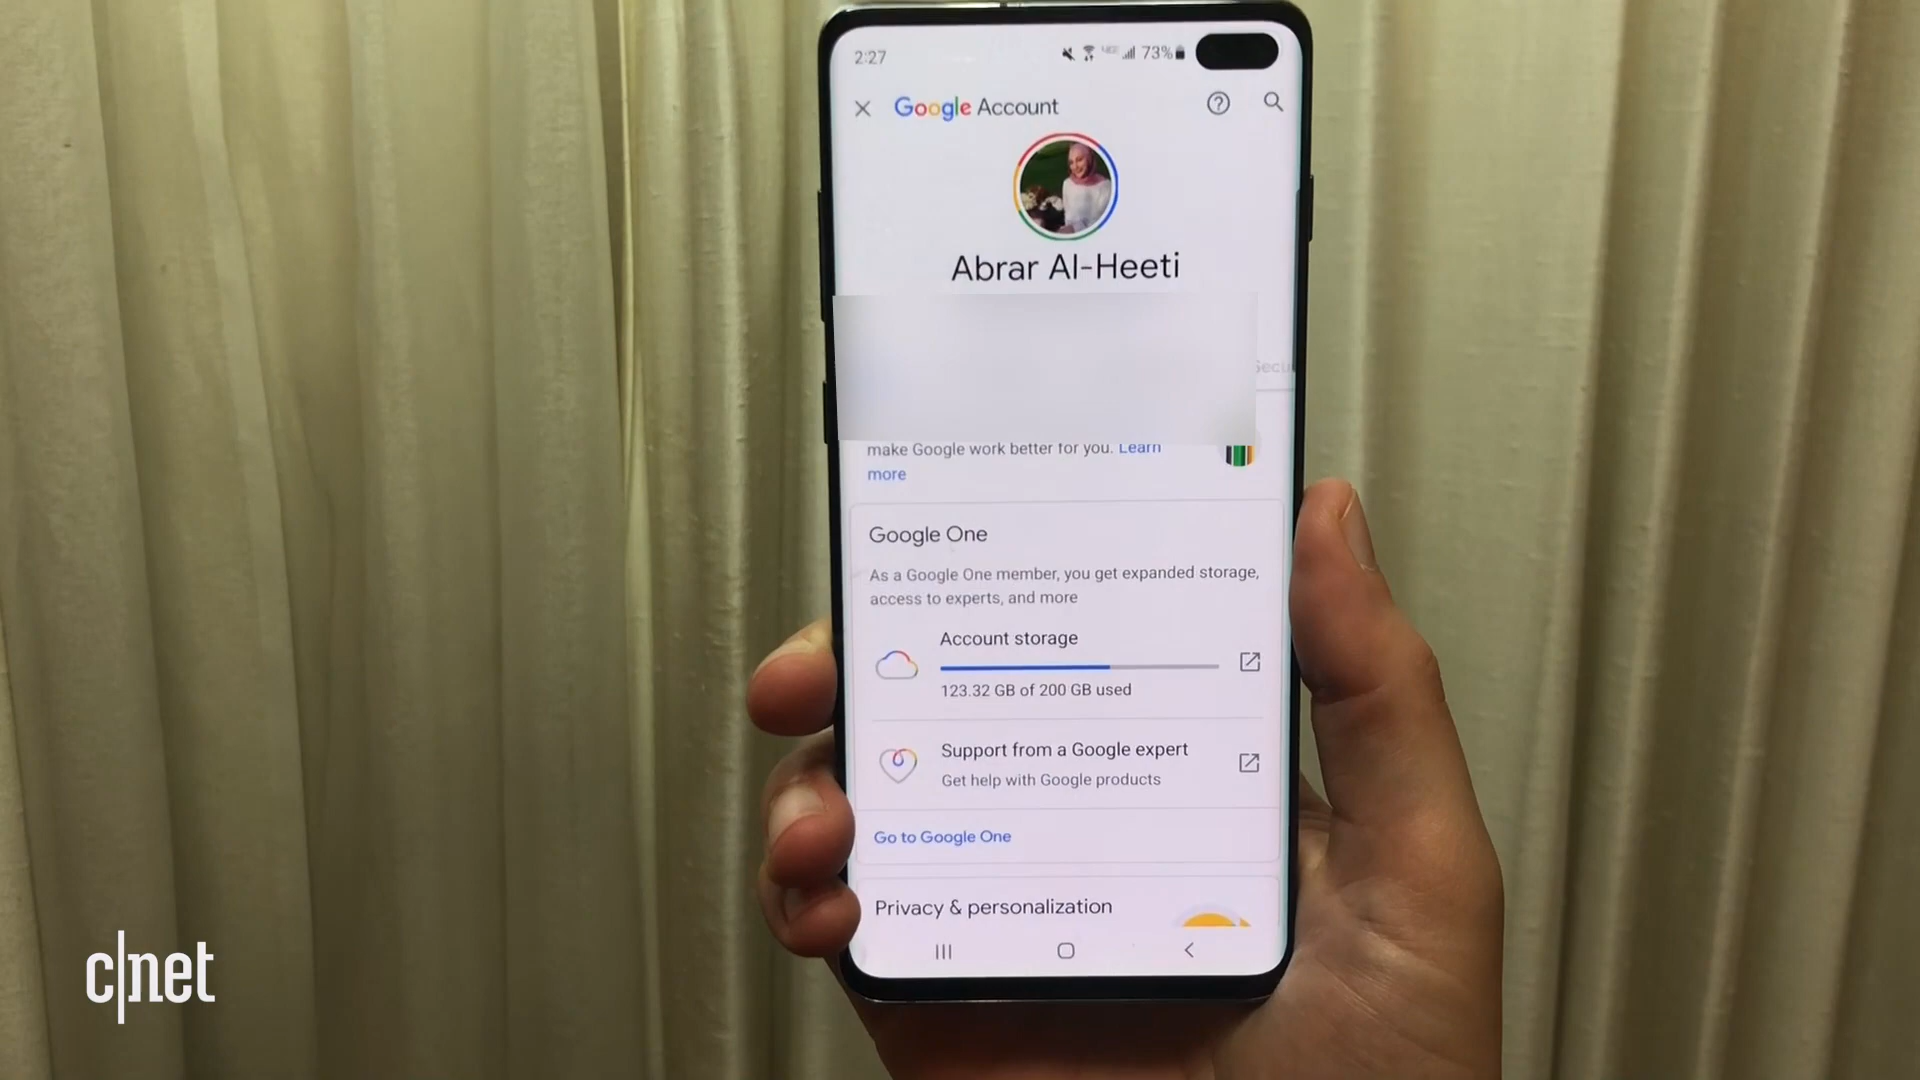 2:27
73%
Google Account
Abrar Al-Heeti
make Google work better for you. Learn
more
Google One
As a Google One member, you get expanded storage,
access to experts, and more
Account storage
123.32 GB of 200 GB used
Support from a Google expert
Get help with Google products
Go to Google One
Privacy & personalization
c|net